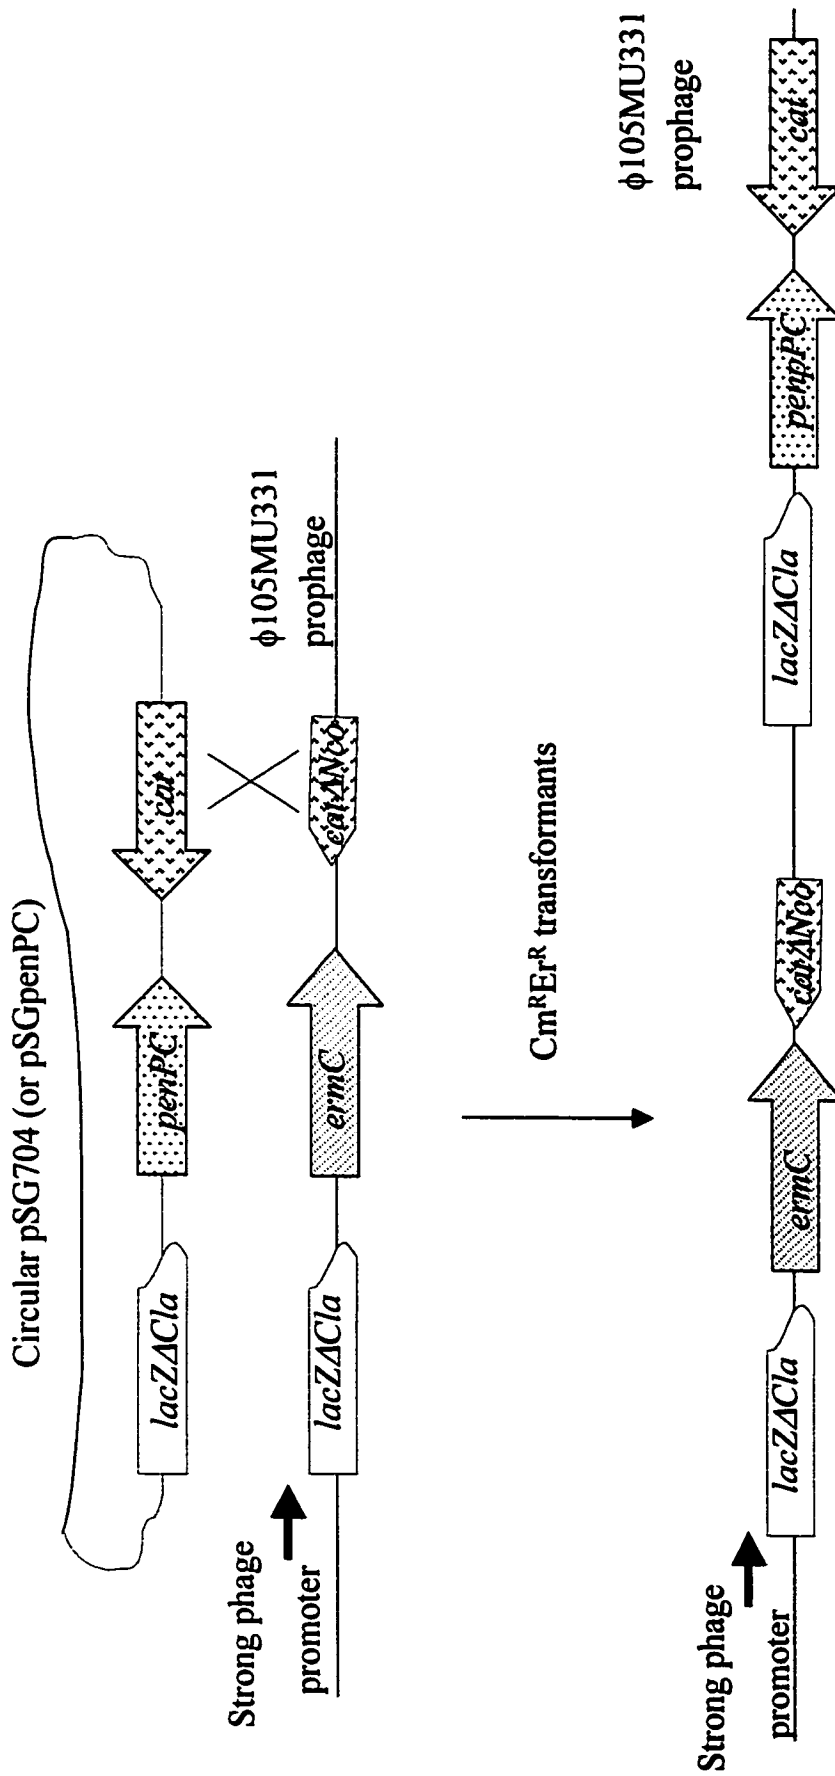 Circular pSG704 (or pSGpenPC)
lacZΔCla
penPC
cat
Strong phage
promoter
lacZΔCla
ermC
catΔNco
ϕ105MU331
prophage
CmᴿErᴿ transformants
Strong phage
promoter
lacZΔCla
ermC
catΔNco
lacZΔCla
penpPC
cat
ϕ105MU331
prophage